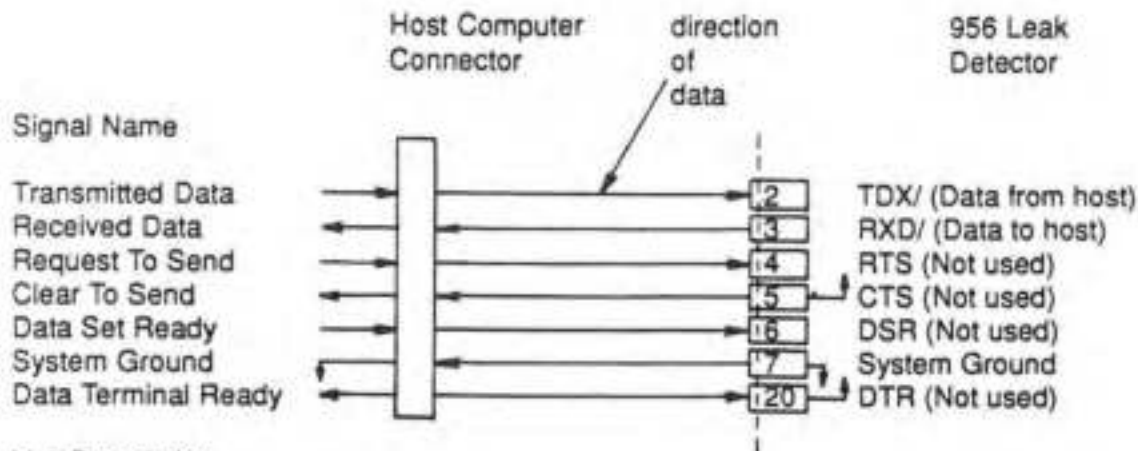 Host Computer Connector
direction of data
956 Leak Detector
Signal Name
Transmitted Data 2 TDX/ (Data from host)
Received Data 3 RXD/ (Data to host)
Request To Send 4 RTS (Not used)
Clear To Send 5 CTS (Not used)
Data Set Ready 6 DSR (Not used)
System Ground 7 System Ground
Data Terminal Ready 20 DTR (Not used)